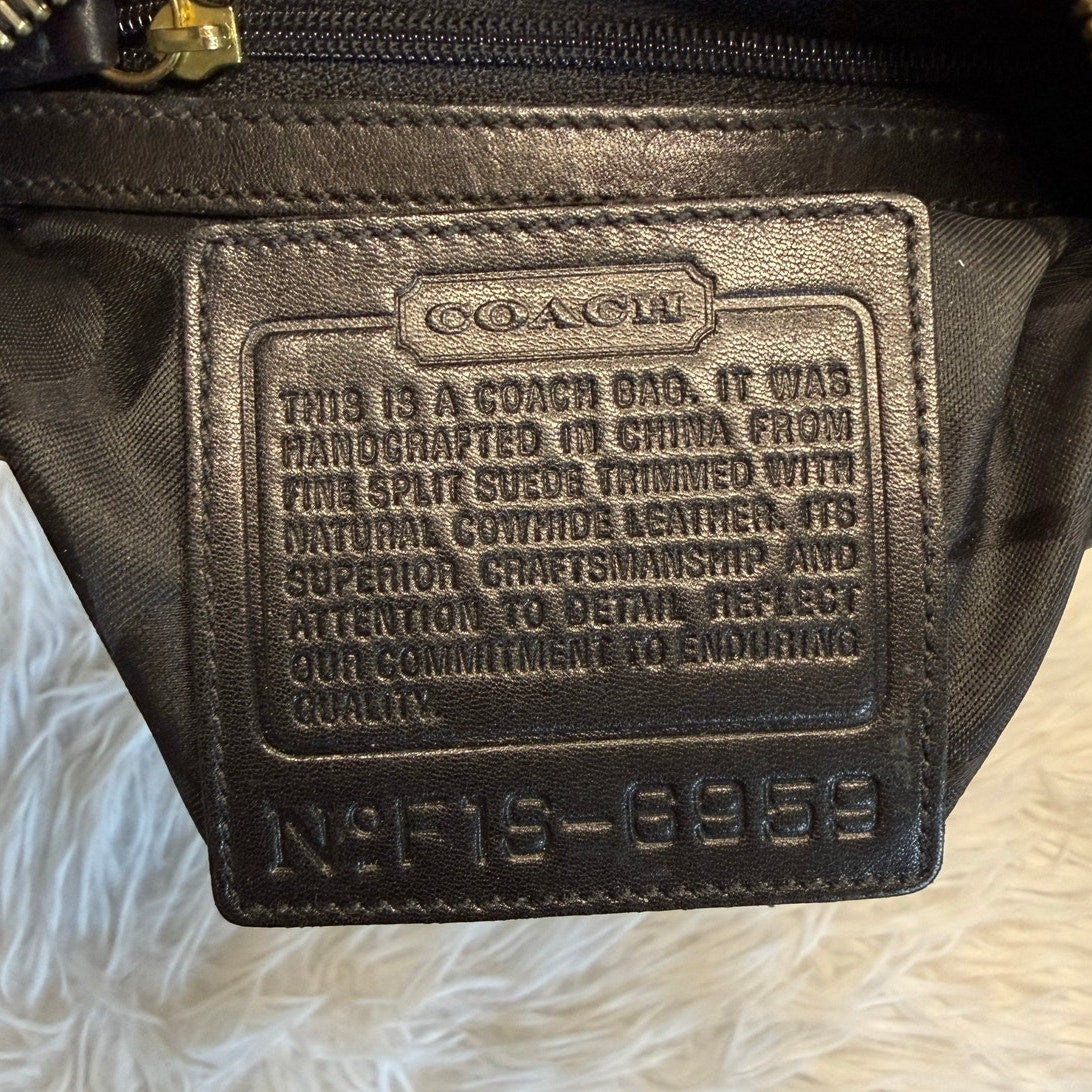 COACH
THIS IS A COACH BAG. IT WAS
HANDCRAFTED IN CHINA FROM
FINE SPLIT SUEDE TRIMMED WITH
NATURAL COWHIDE LEATHER. ITS
SUPERIOR CRAFTSMANSHIP AND
ATTENTION TO DETAIL REFLECT
OUR COMMITMENT TO ENDURING
QUALITY.
Nº F1S-6959